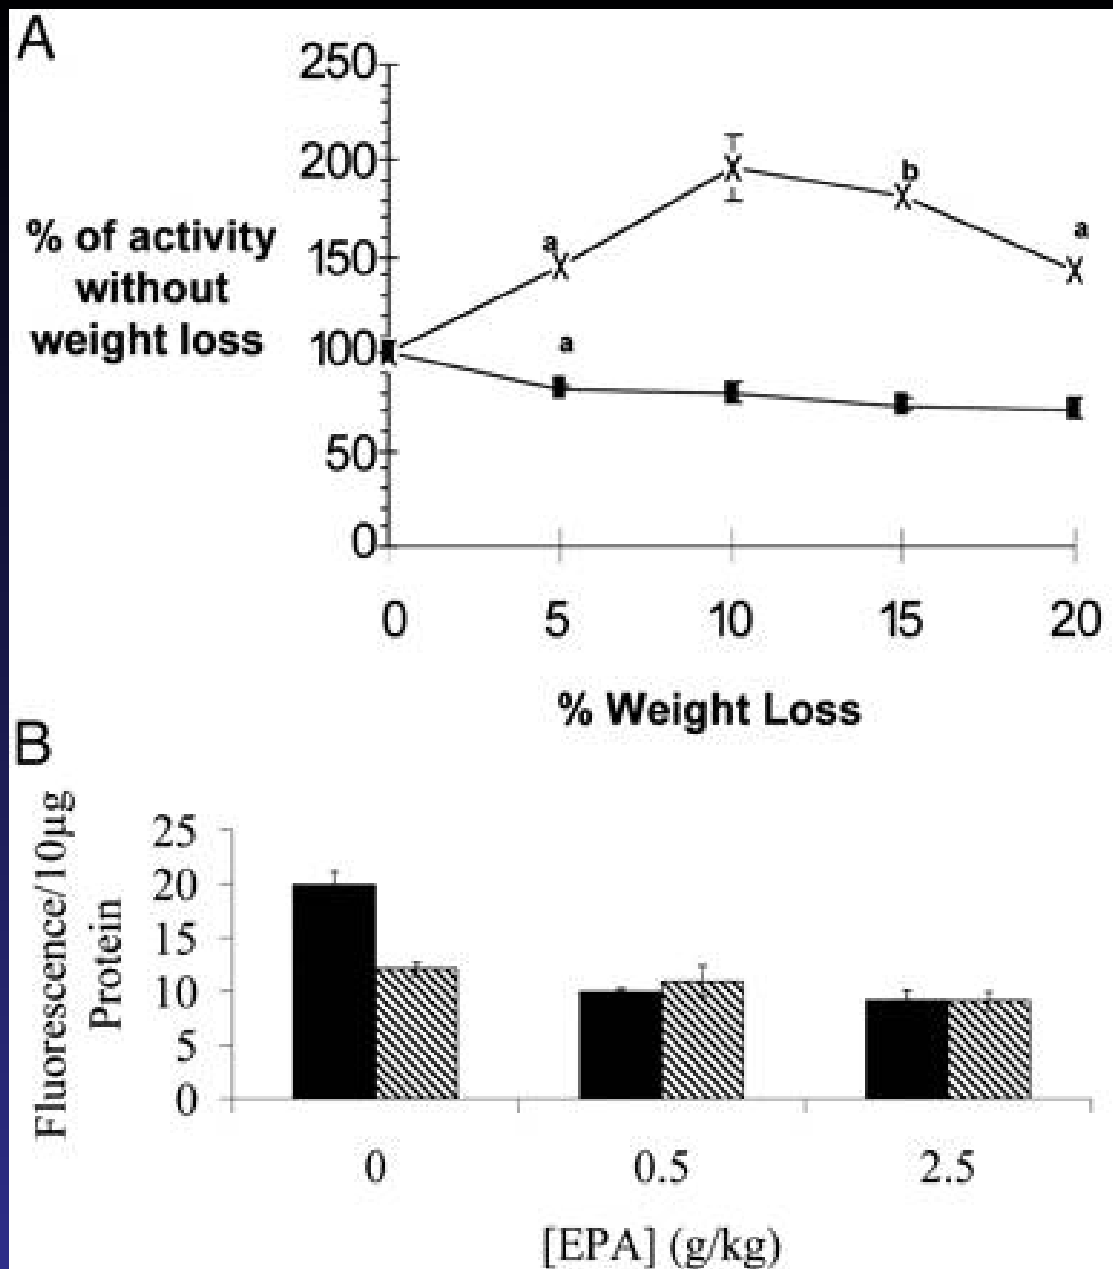 A
250
200
150
100
50
0
% of activity
without
weight loss
a
b
a
a
0 5 10 15 20
% Weight Loss
B
Fluorescence/10µg
Protein
25
20
15
10
5
0
0 0.5 2.5
[EPA] (g/kg)